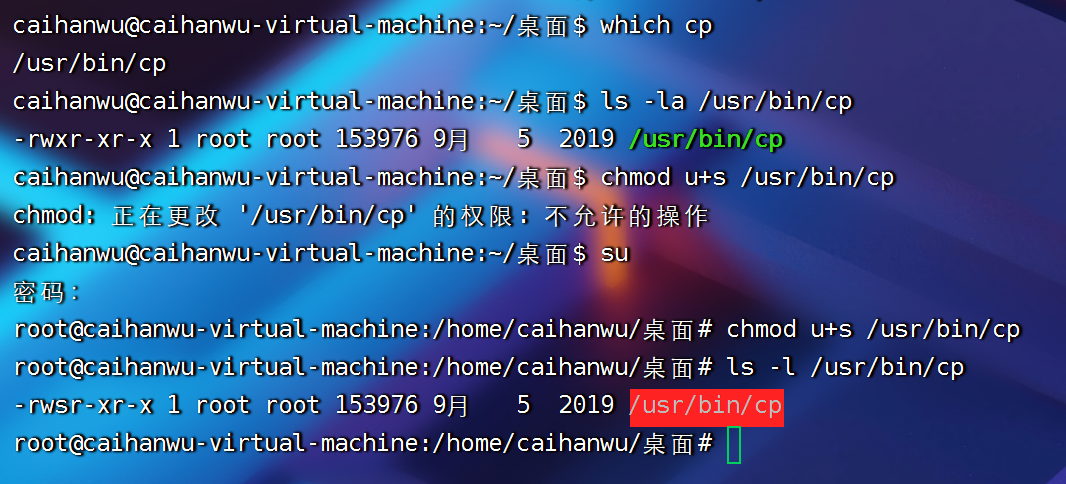 caihanwu@caihanwu-virtual-machine:~/桌面$ which cp
/usr/bin/cp
caihanwu@caihanwu-virtual-machine:~/桌面$ ls -la /usr/bin/cp
-rwxr-xr-x 1 root root 153976 9月   5  2019 /usr/bin/cp
caihanwu@caihanwu-virtual-machine:~/桌面$ chmod u+s /usr/bin/cp
chmod: 正在更改 '/usr/bin/cp' 的权限: 不允许的操作
caihanwu@caihanwu-virtual-machine:~/桌面$ su
密码：
root@caihanwu-virtual-machine:/home/caihanwu/桌面# chmod u+s /usr/bin/cp
root@caihanwu-virtual-machine:/home/caihanwu/桌面# ls -l /usr/bin/cp
-rwsr-xr-x 1 root root 153976 9月   5  2019 /usr/bin/cp
root@caihanwu-virtual-machine:/home/caihanwu/桌面#